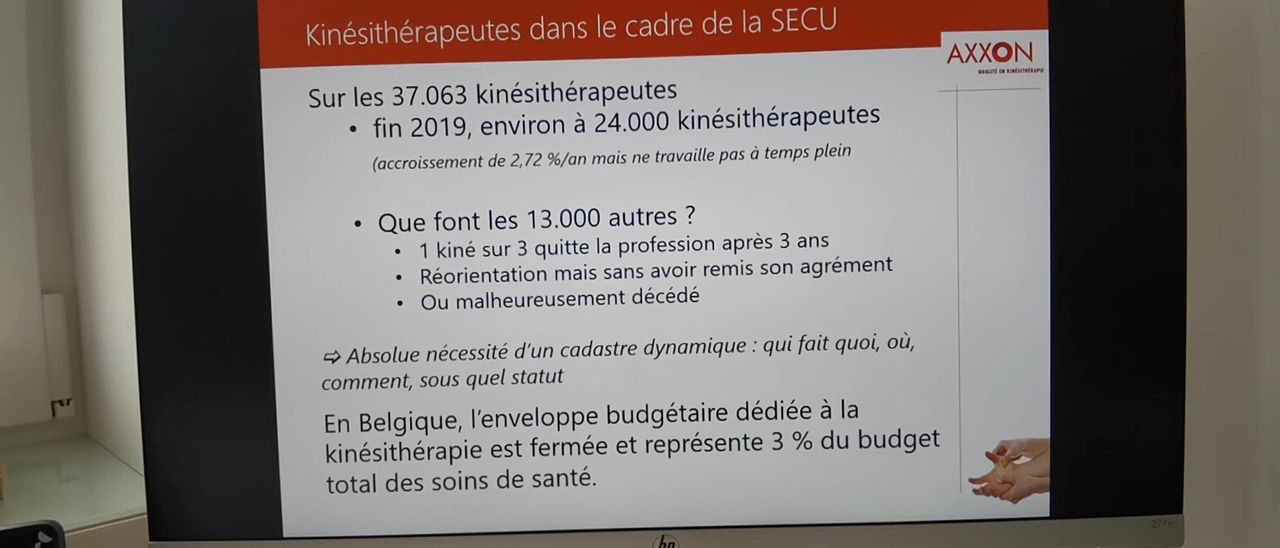 Kinésithérapeutes dans le cadre de la SECU
AXXON
QUALITÉ EN KINÉSITHÉRAPIE
Sur les 37.063 kinésithérapeutes
• fin 2019, environ à 24.000 kinésithérapeutes
(accroissement de 2,72 %/an mais ne travaille pas à temps plein
• Que font les 13.000 autres ?
• 1 kiné sur 3 quitte la profession après 3 ans
• Réorientation mais sans avoir remis son agrément
• Ou malheureusement décédé
⇨ Absolue nécessité d'un cadastre dynamique : qui fait quoi, où,
comment, sous quel statut
En Belgique, l'enveloppe budgétaire dédiée à la
kinésithérapie est fermée et représente 3 % du budget
total des soins de santé.
hp